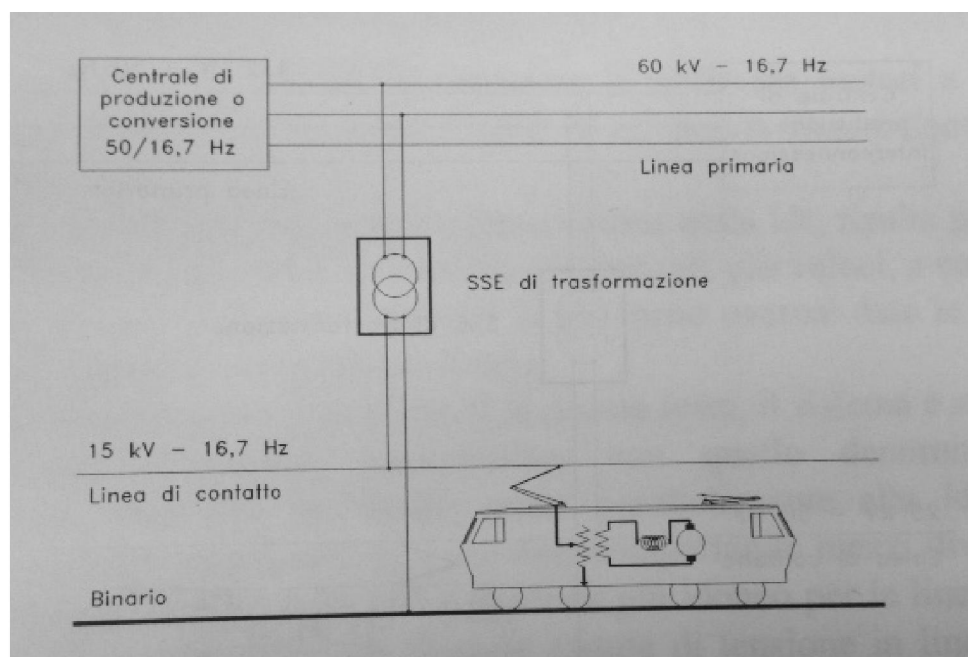 Centrale di
produzione o
conversione
50/16,7 Hz
60 kV – 16,7 Hz
Linea primaria
SSE di trasformazione
15 kV – 16,7 Hz
Linea di contatto
Binario